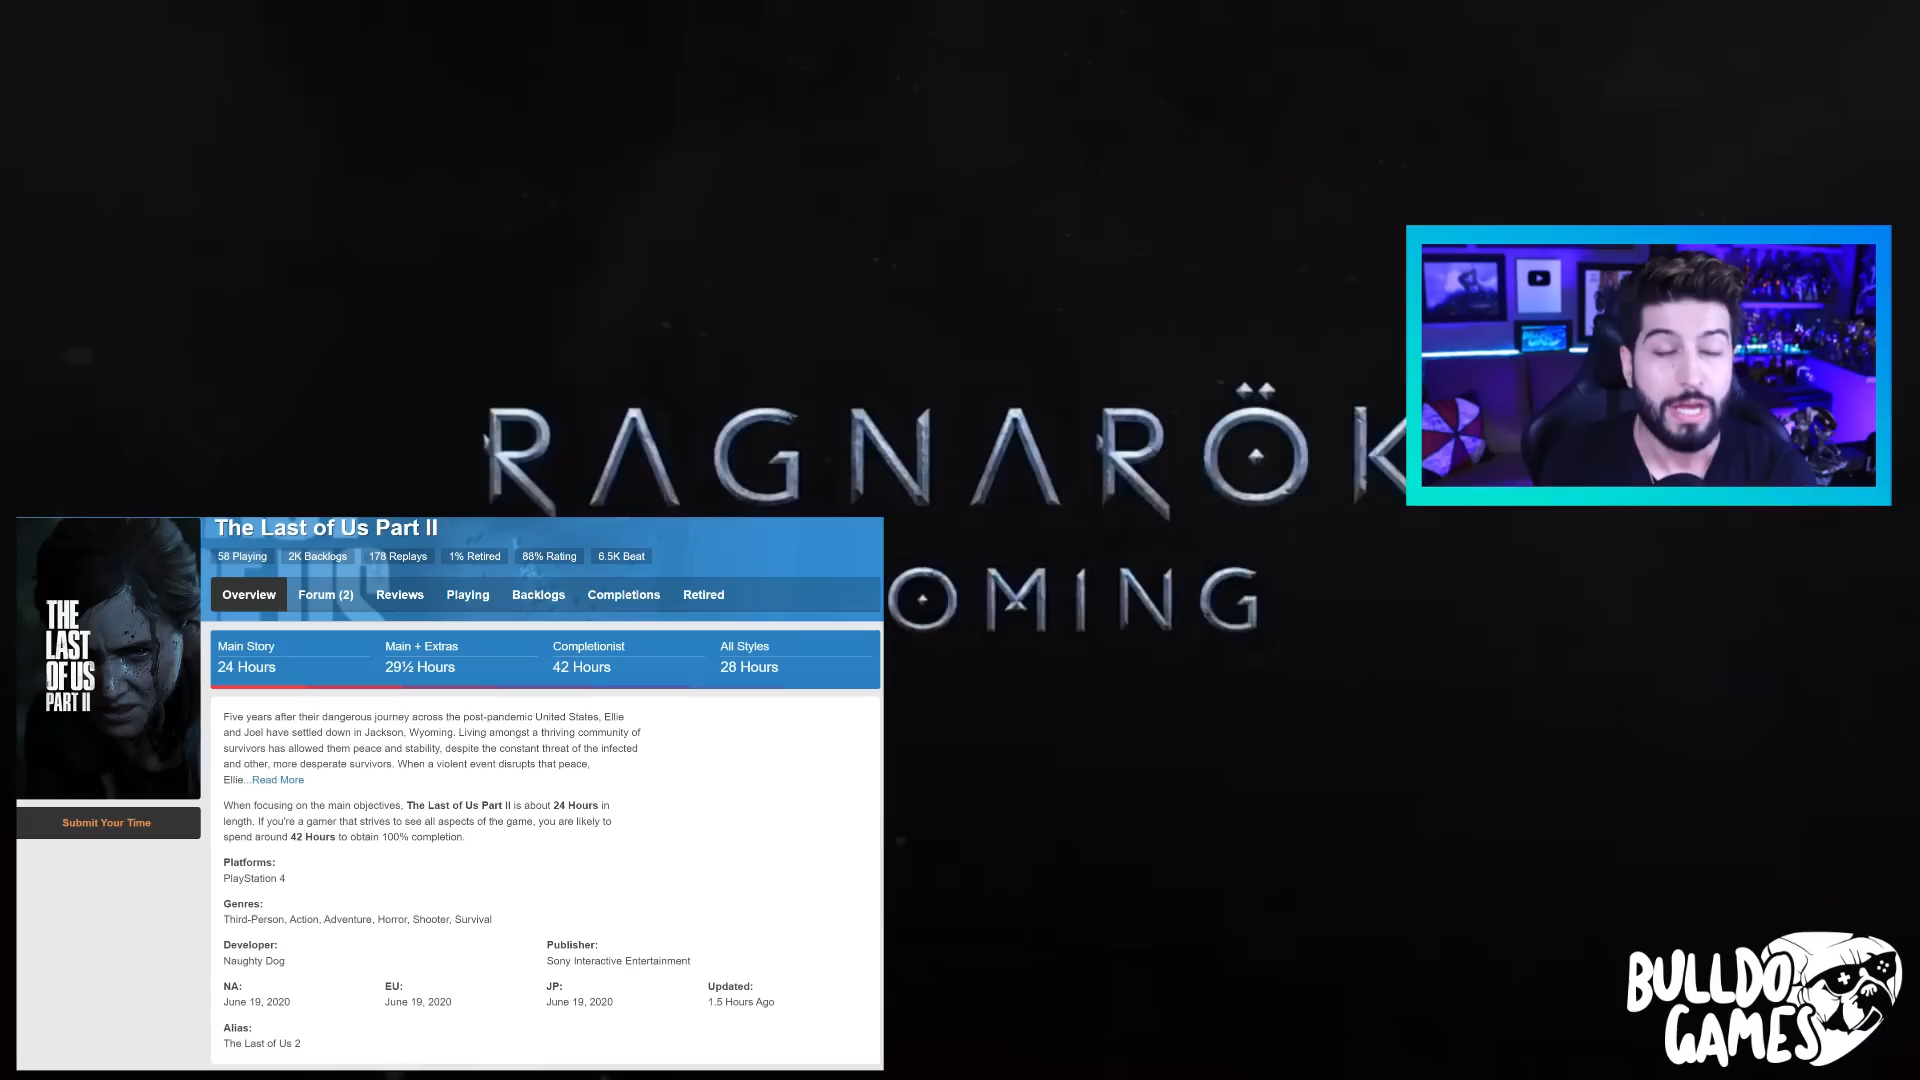 RAGNARÖK
OMING
The Last of Us Part II
58 Playing 2K Backlogs 178 Replays 1% Retired 88% Rating 6.5K Beat
Overview Forum (2) Reviews Playing Backlogs Completions Retired
Main Story Main + Extras Completionist All Styles
24 Hours 29½ Hours 42 Hours 28 Hours
THE
LAST
OF US
PART II
Submit Your Time
Five years after their dangerous journey across the post-pandemic United States, Ellie
and Joel have settled down in Jackson, Wyoming. Living amongst a thriving community of
survivors has allowed them peace and stability, despite the constant threat of the infected
and other, more desperate survivors. When a violent event disrupts that peace,
Ellie...Read More
When focusing on the main objectives, The Last of Us Part II is about 24 Hours in
length. If you're a gamer that strives to see all aspects of the game, you are likely to
spend around 42 Hours to obtain 100% completion.
Platforms:
PlayStation 4
Genres:
Third-Person, Action, Adventure, Horror, Shooter, Survival
Developer: Publisher:
Naughty Dog Sony Interactive Entertainment
NA: EU: JP: Updated:
June 19, 2020 June 19, 2020 June 19, 2020 1.5 Hours Ago
Alias:
The Last of Us 2
BULLDO
GAMES